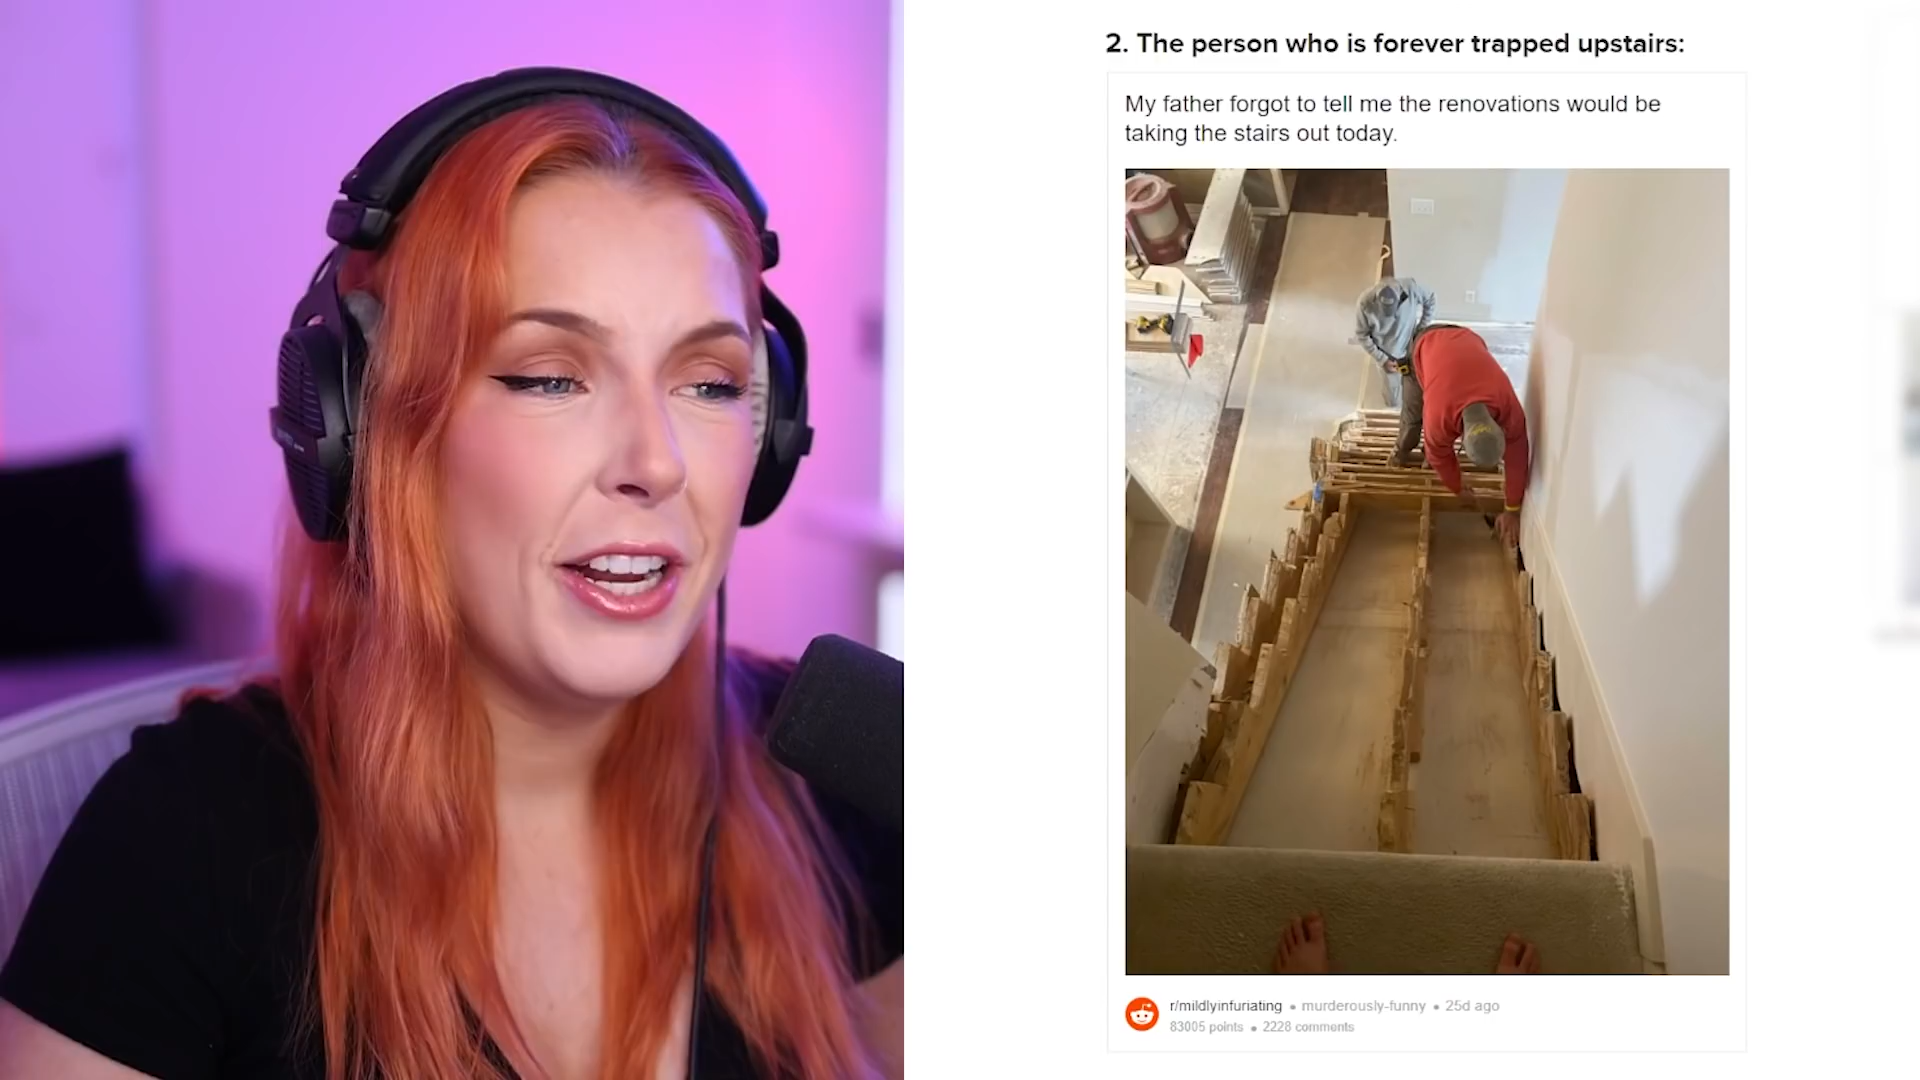 2. The person who is forever trapped upstairs:
My father forgot to tell me the renovations would be
taking the stairs out today.
r/mildlyinfuriating • murderously-funny • 25d ago
83005 points • 2228 comments